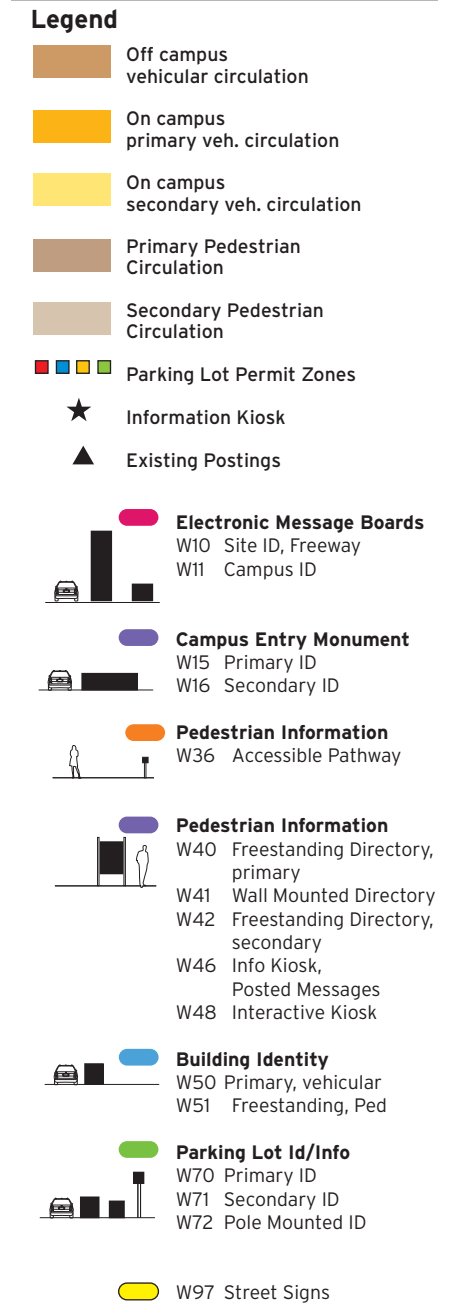 Legend
Off campus
vehicular circulation
On campus
primary veh. circulation
On campus
secondary veh. circulation
Primary Pedestrian
Circulation
Secondary Pedestrian
Circulation
Parking Lot Permit Zones
Information Kiosk
Existing Postings
Electronic Message Boards
W10 Site ID, Freeway
W11 Campus ID
Campus Entry Monument
W15 Primary ID
W16 Secondary ID
Pedestrian Information
W36 Accessible Pathway
Pedestrian Information
W40 Freestanding Directory,
primary
W41 Wall Mounted Directory
W42 Freestanding Directory,
secondary
W46 Info Kiosk,
Posted Messages
W48 Interactive Kiosk
Building Identity
W50 Primary, vehicular
W51 Freestanding, Ped
Parking Lot Id/Info
W70 Primary ID
W71 Secondary ID
W72 Pole Mounted ID
W97 Street Signs